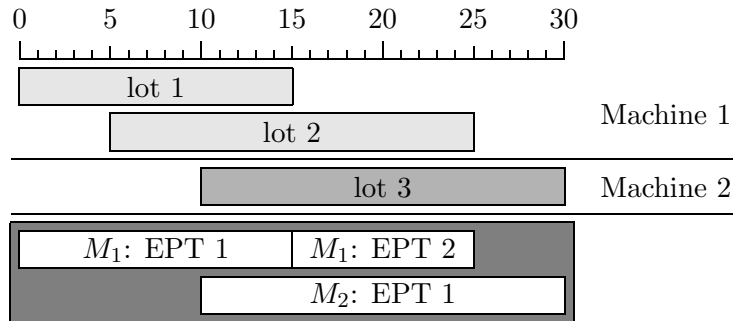 0 5 10 15 20 25 30
lot 1
lot 2
Machine 1
lot 3 Machine 2
M₁: EPT 1 M₁: EPT 2
M₂: EPT 1